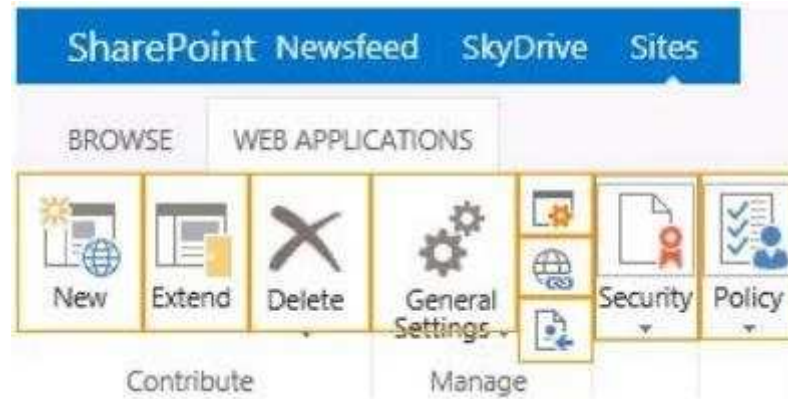 SharePoint Newsfeed SkyDrive Sites
BROWSE WEB APPLICATIONS
New Extend Delete General Settings Security Policy
Contribute Manage